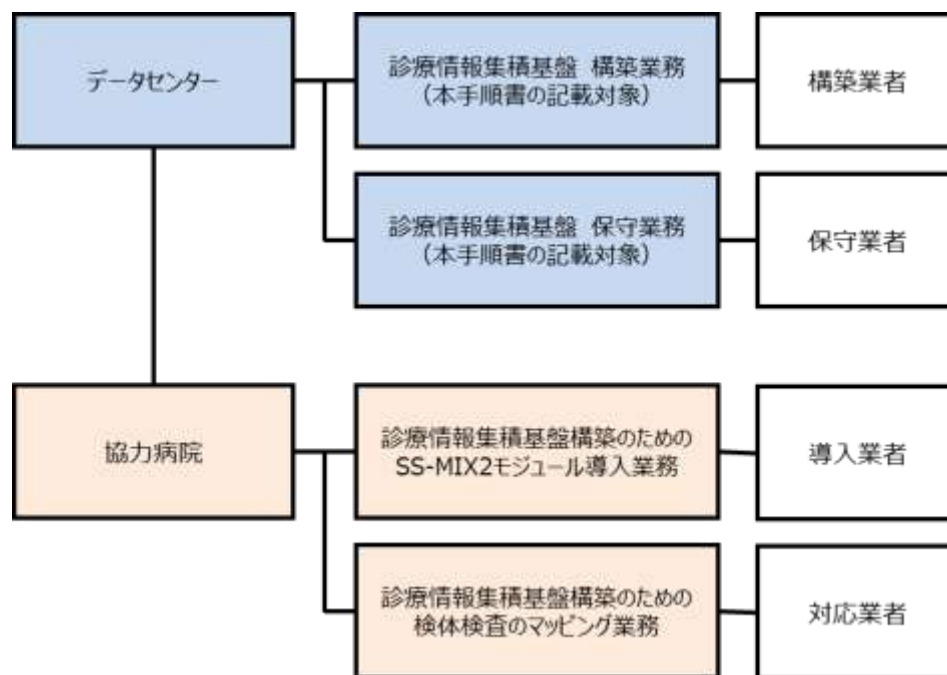 データセンター
診療情報集積基盤 構築業務
（本手順書の記載対象）
構築業者
診療情報集積基盤 保守業務
（本手順書の記載対象）
保守業者
協力病院
診療情報集積基盤構築のための
SS-MIX2モジュール導入業務
導入業者
診療情報集積基盤構築のための
検体検査のマッピング業務
対応業者